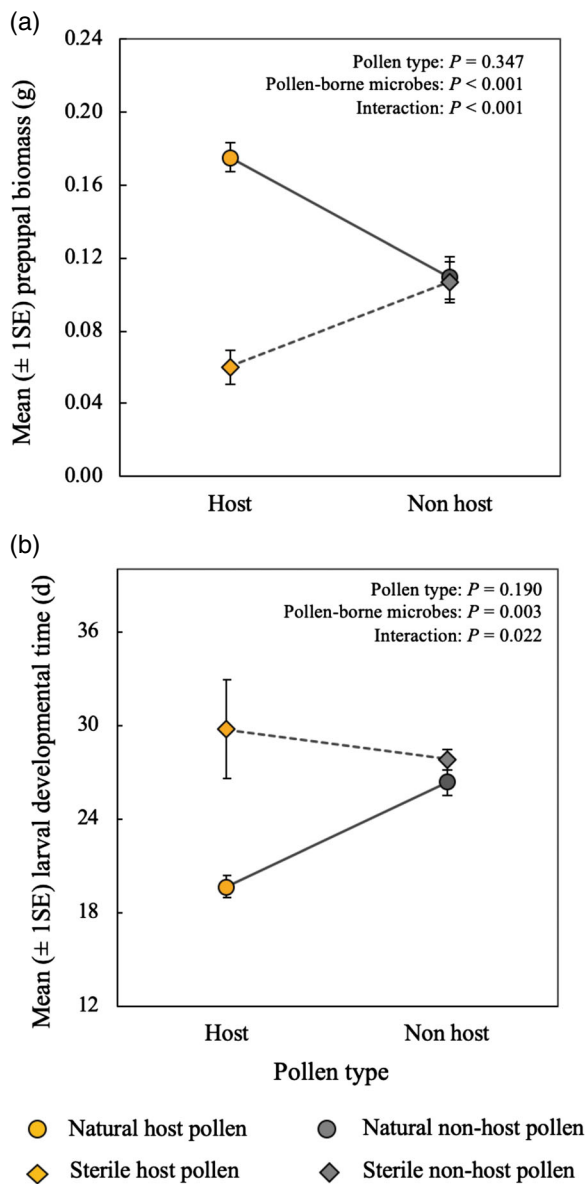 (a)
0.24
0.20
0.16
0.12
0.08
0.04
0.00
Mean (± 1SE) prepupal biomass (g)
Pollen type: P = 0.347
Pollen-borne microbes: P < 0.001
Interaction: P < 0.001
Host Non host
(b)
36
30
24
18
12
Mean (± 1SE) larval developmental time (d)
Pollen type: P = 0.190
Pollen-borne microbes: P = 0.003
Interaction: P = 0.022
Host Non host
Pollen type
Natural host pollen Natural non-host pollen
Sterile host pollen Sterile non-host pollen